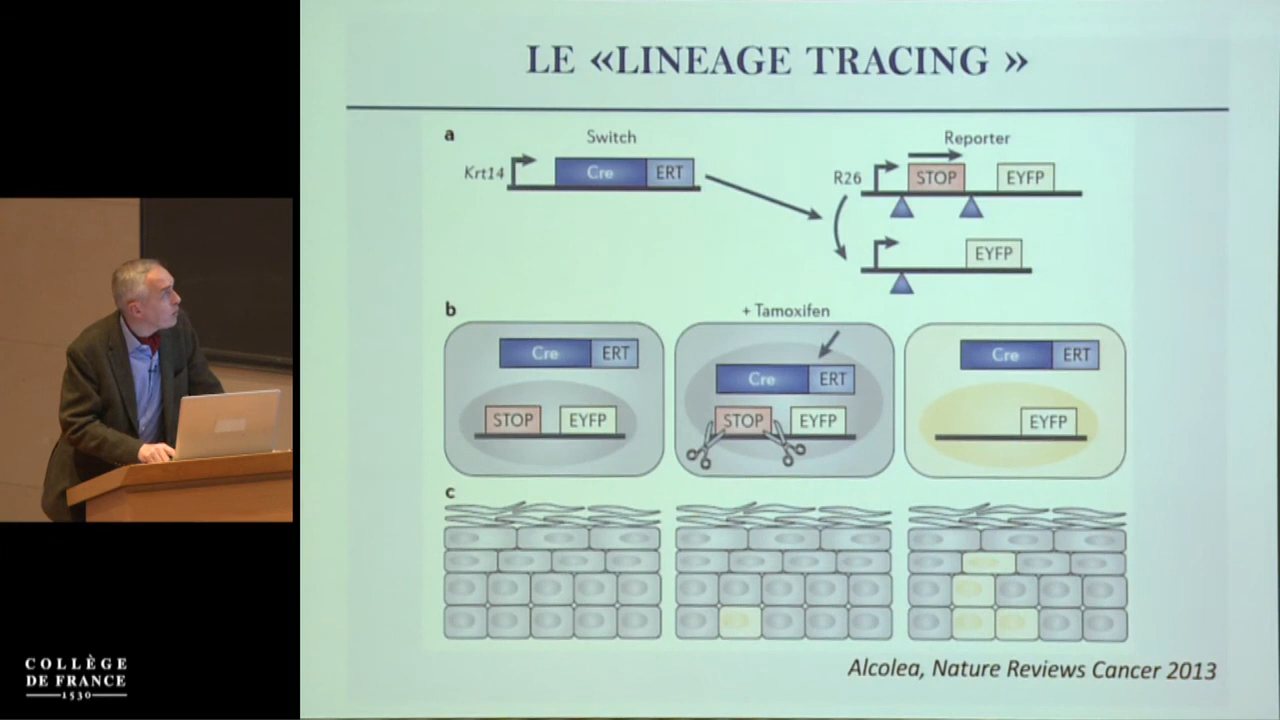 LE «LINEAGE TRACING »
a
Switch
Reporter
Krt14
Cre
ERT
R26
STOP
EYFP
EYFP
b
+ Tamoxifen
Cre
ERT
STOP
EYFP
Cre
ERT
STOP
EYFP
Cre
ERT
EYFP
c
Alcolea, Nature Reviews Cancer 2013
COLLÈGE
DE FRANCE
1530